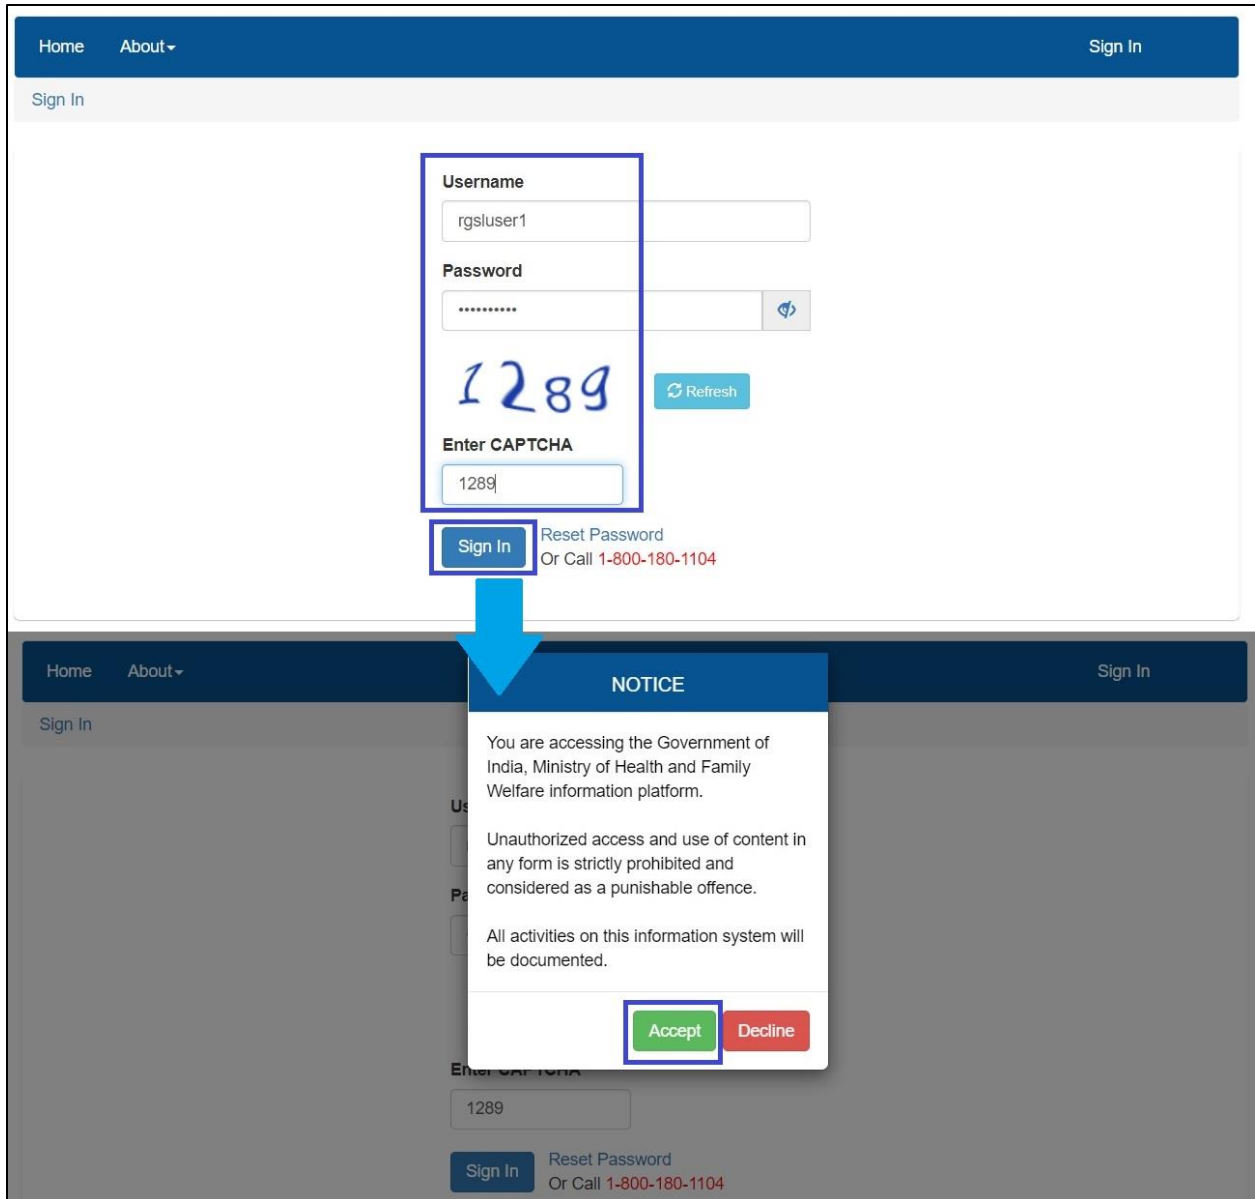 Home About Sign In
Sign In
Username
rgsluser1
Password
••••••••••
1289
Refresh
Enter CAPTCHA
1289
Sign In Reset Password
Or Call 1-800-180-1104
Home About Sign In
NOTICE
Sign In
You are accessing the Government of
India, Ministry of Health and Family
Welfare information platform.
Us
Unauthorized access and use of content in
any form is strictly prohibited and
considered as a punishable offence.
Pa
All activities on this information system will
be documented.
Accept Decline
Enter CAPTCHA
1289
Sign In Reset Password
Or Call 1-800-180-1104